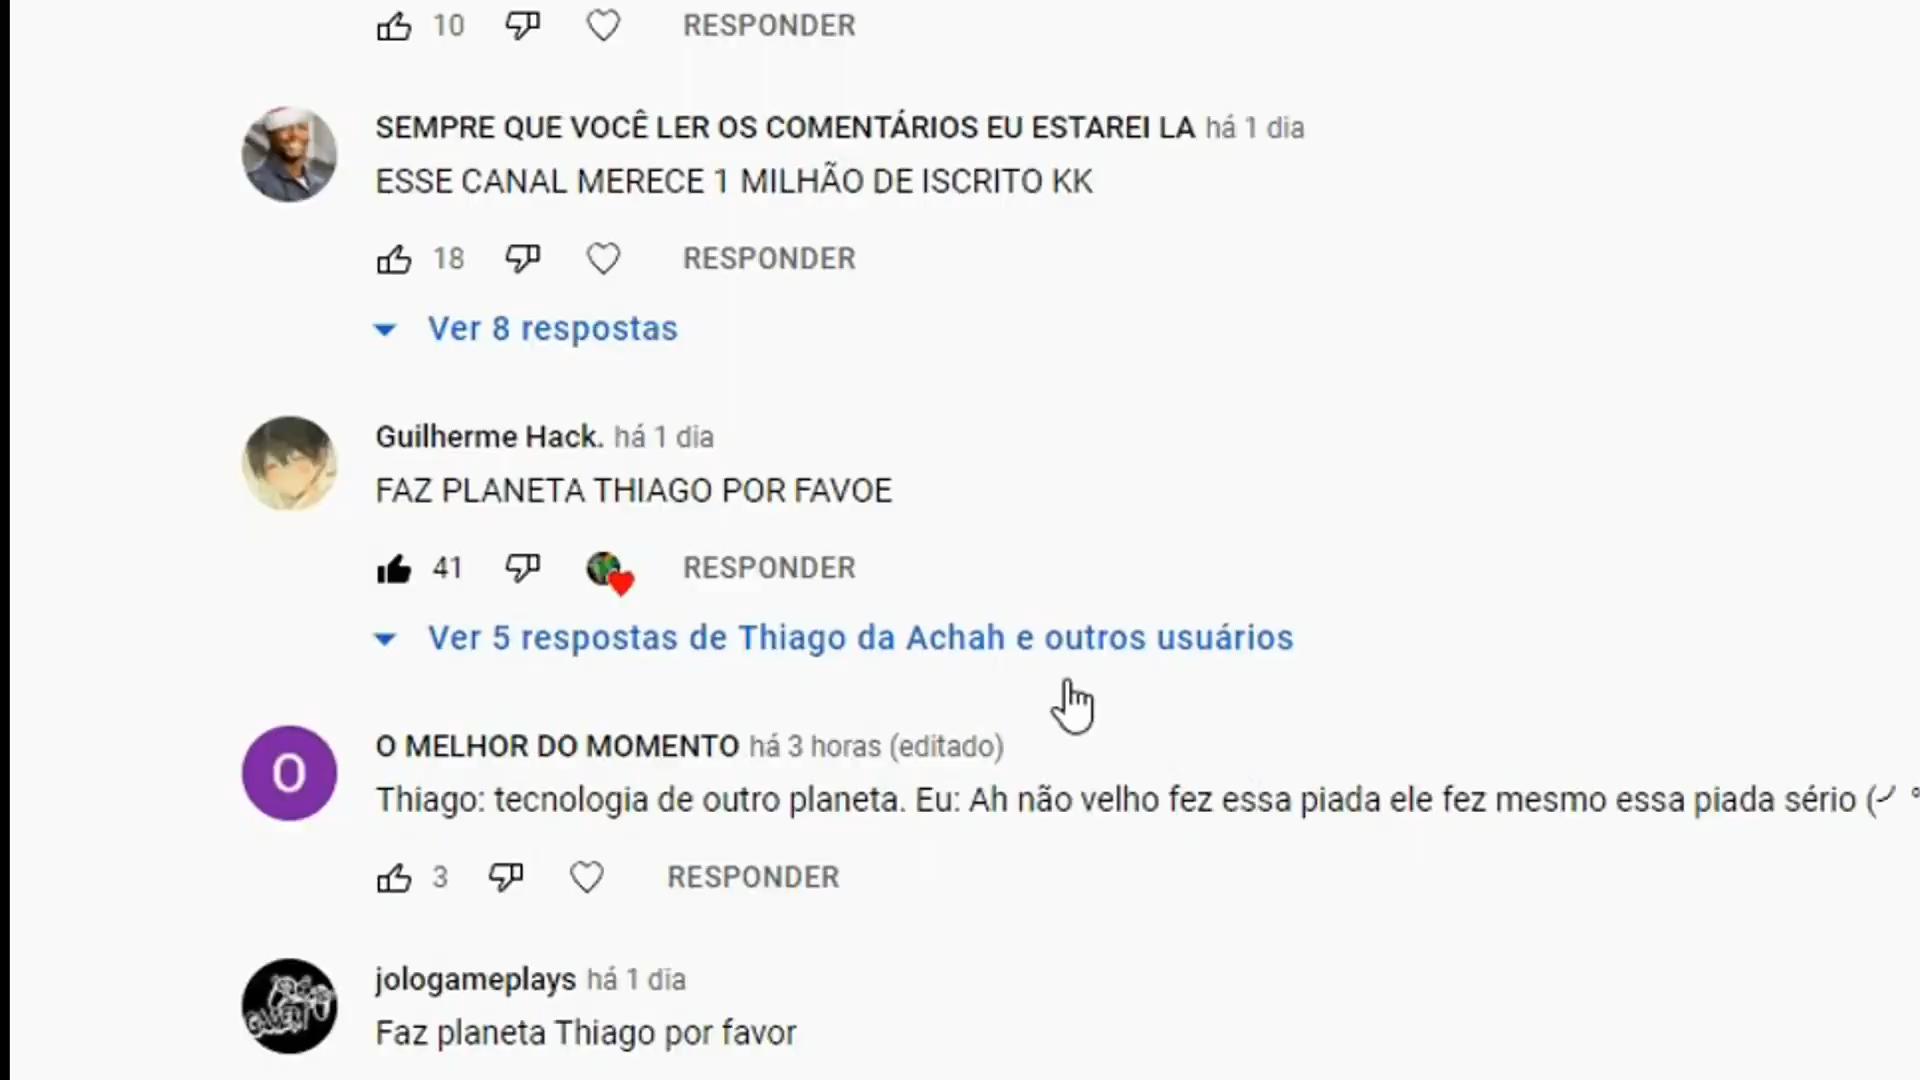 10 RESPONDER
SEMPRE QUE VOCÊ LER OS COMENTÁRIOS EU ESTAREI LA há 1 dia
ESSE CANAL MERECE 1 MILHÃO DE ISCRITO KK
18 RESPONDER
Ver 8 respostas
Guilherme Hack. há 1 dia
FAZ PLANETA THIAGO POR FAVOE
41 RESPONDER
Ver 5 respostas de Thiago da Achah e outros usuários
O
O MELHOR DO MOMENTO há 3 horas (editado)
Thiago: tecnologia de outro planeta. Eu: Ah não velho fez essa piada ele fez mesmo essa piada sério (╯°
3 RESPONDER
jologameplays há 1 dia
Faz planeta Thiago por favor